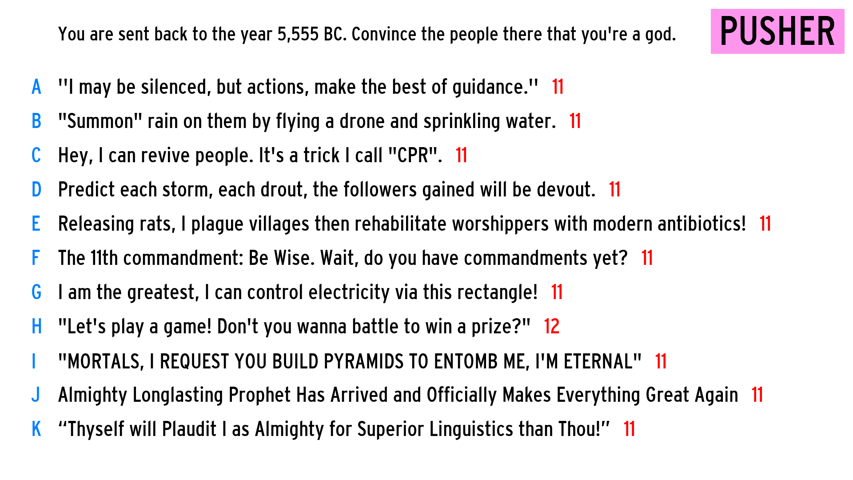 You are sent back to the year 5,555 BC. Convince the people there that you're a god.
PUSHER
A ''I may be silenced, but actions, make the best of guidance.'' 11
B "Summon" rain on them by flying a drone and sprinkling water. 11
C Hey, I can revive people. It's a trick I call "CPR". 11
D Predict each storm, each drout, the followers gained will be devout. 11
E Releasing rats, I plague villages then rehabilitate worshippers with modern antibiotics! 11
F The 11th commandment: Be Wise. Wait, do you have commandments yet? 11
G I am the greatest, I can control electricity via this rectangle! 11
H "Let's play a game! Don't you wanna battle to win a prize?" 12
I "MORTALS, I REQUEST YOU BUILD PYRAMIDS TO ENTOMB ME, I'M ETERNAL" 11
J Almighty Longlasting Prophet Has Arrived and Officially Makes Everything Great Again 11
K “Thyself will Plaudit I as Almighty for Superior Linguistics than Thou!” 11